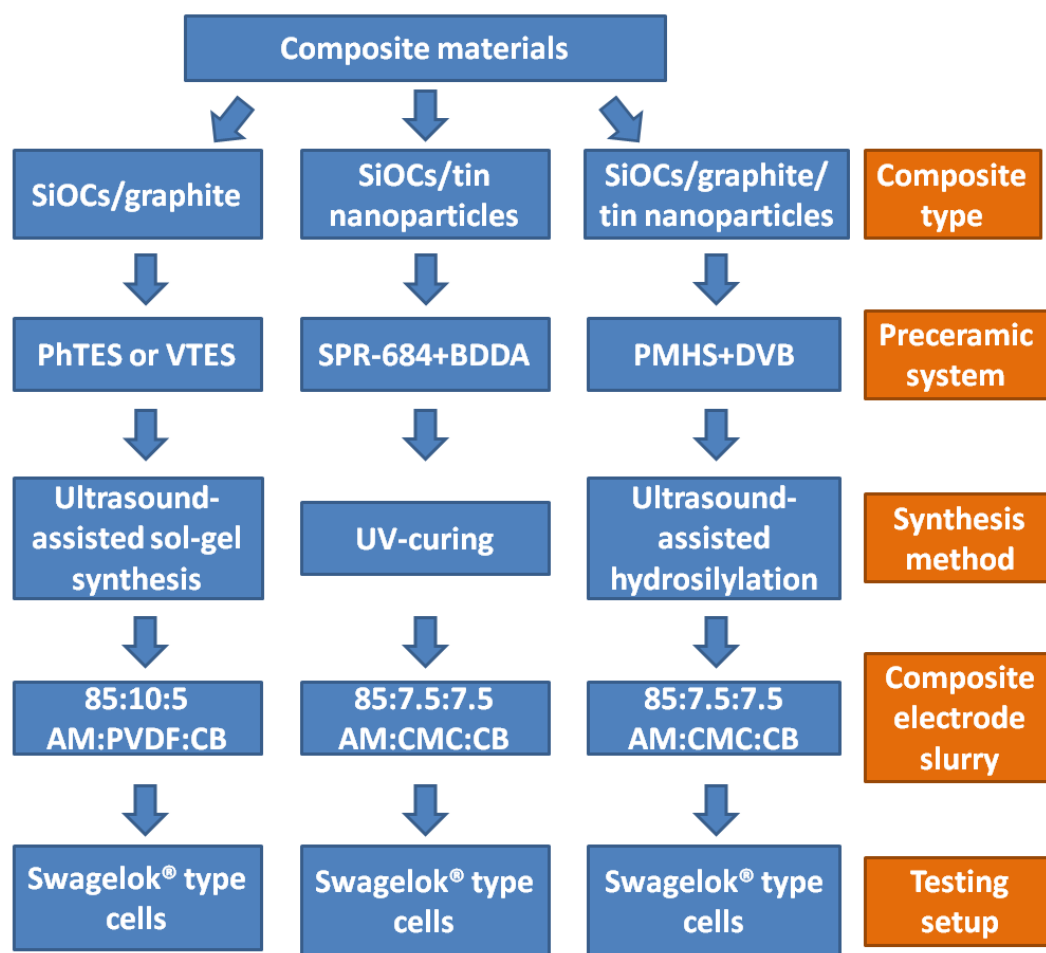 Composite materials
SiOCs/graphite
SiOCs/tin
nanoparticles
SiOCs/graphite/
tin nanoparticles
Composite
type
PhTES or VTES
SPR-684+BDDA
PMHS+DVB
Preceramic
system
Ultrasound-
assisted sol-gel
synthesis
UV-curing
Ultrasound-
assisted
hydrosilylation
Synthesis
method
85:10:5
AM:PVDF:CB
85:7.5:7.5
AM:CMC:CB
85:7.5:7.5
AM:CMC:CB
Composite
electrode
slurry
Swagelok® type
cells
Swagelok® type
cells
Swagelok® type
cells
Testing
setup